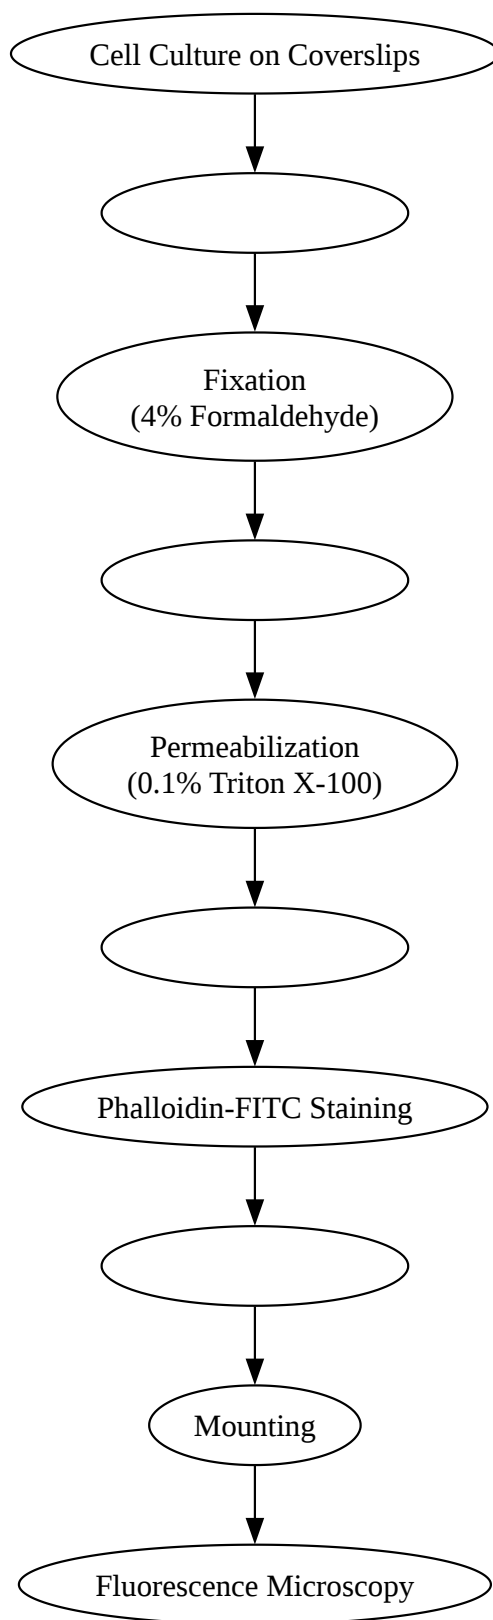 Cell Culture on Coverslips
Fixation
(4% Formaldehyde)
Permeabilization
(0.1% Triton X-100)
Phalloidin-FITC Staining
Mounting
Fluorescence Microscopy